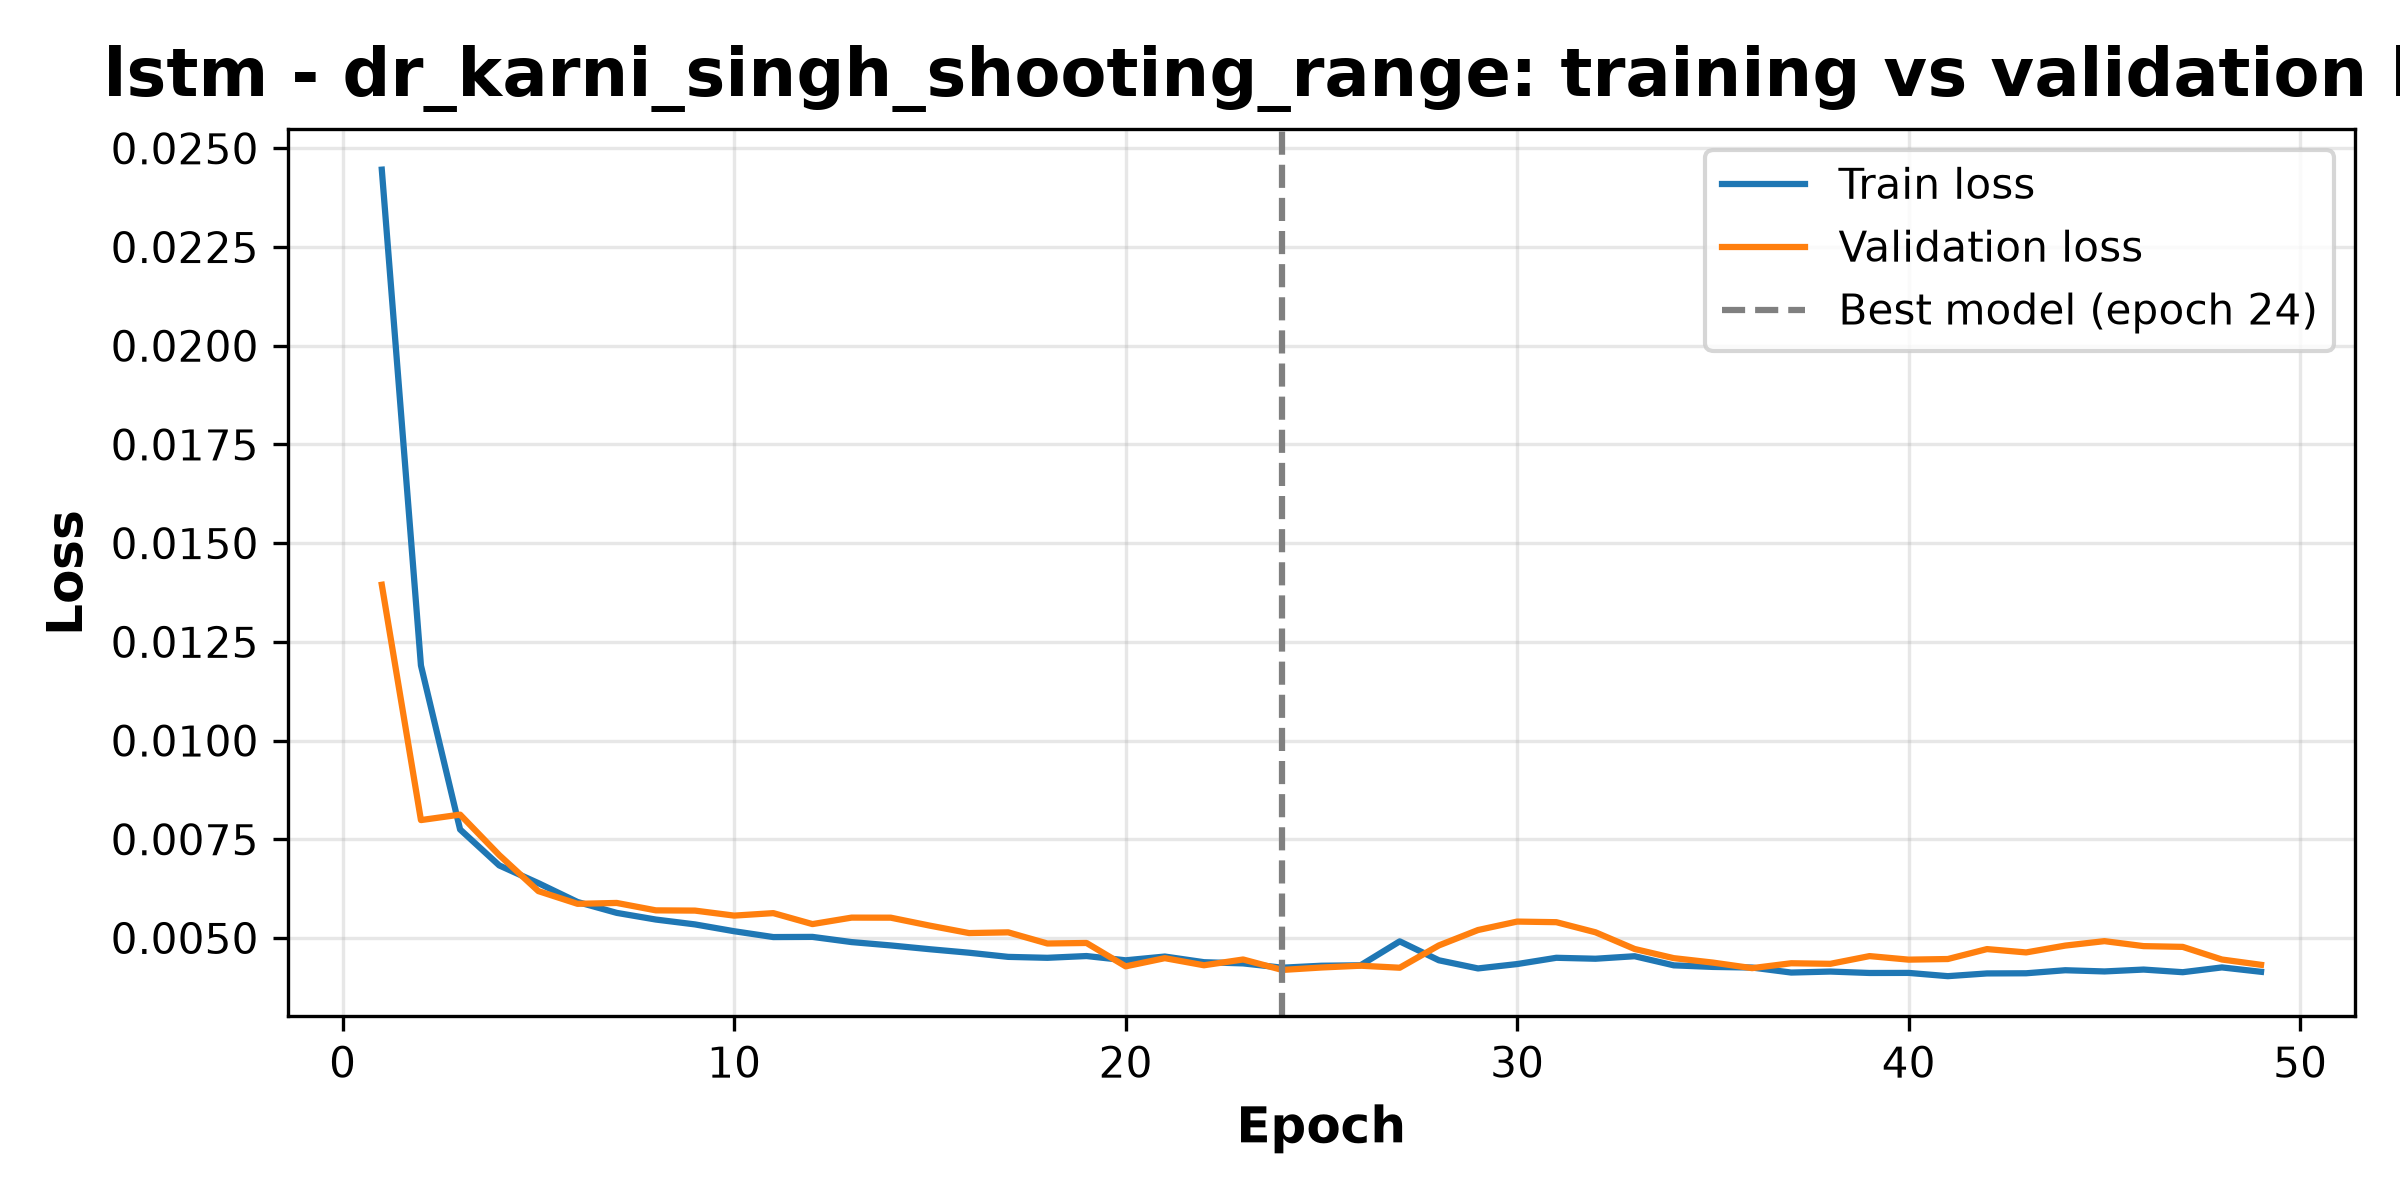 lstm - dr_karni_singh_shooting_range: training vs validation
0.0250
0.0225
0.0200
0.0175
0.0150
0.0125
0.0100
0.0075
0.0050
Loss
Train loss
Validation loss
Best model (epoch 24)
0 10 20 30 40 50
Epoch